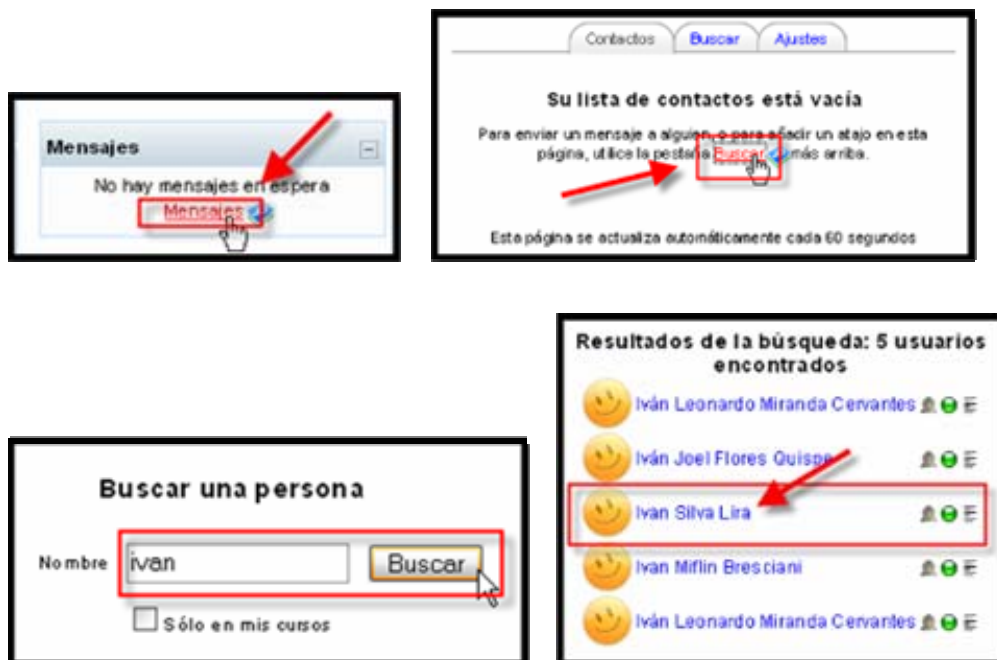 Mensajes
No hay mensajes en espera
Mensajes
Contactos Buscar Ajustes
Su lista de contactos está vacía
Para enviar un mensaje a alguien, o para añadir un atajo en esta
página, utilice la pestaña Buscar más arriba.
Esta página se actualiza automáticamente cada 60 segundos
Buscar una persona
Nombre ivan Buscar
Sólo en mis cursos
Resultados de la búsqueda: 5 usuarios
encontrados
Iván Leonardo Miranda Cervantes
Iván Joel Flores Quispe
Ivan Silva Lira
Ivan Miflin Bresciani
Iván Leonardo Miranda Cervantes